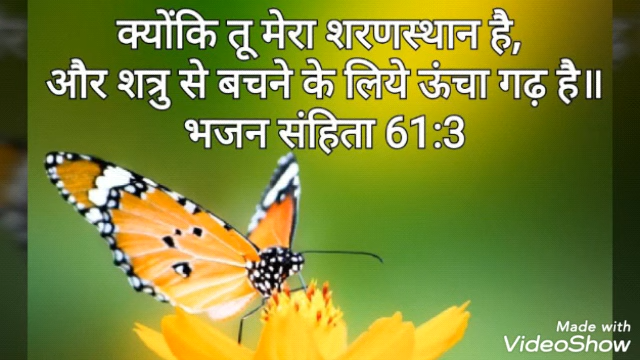 क्योंकि तू मेरा शरणस्थान है,
और शत्रु से बचने के लिये ऊंचा गढ़ है॥
भजन संहिता 61:3
Made with
VideoShow